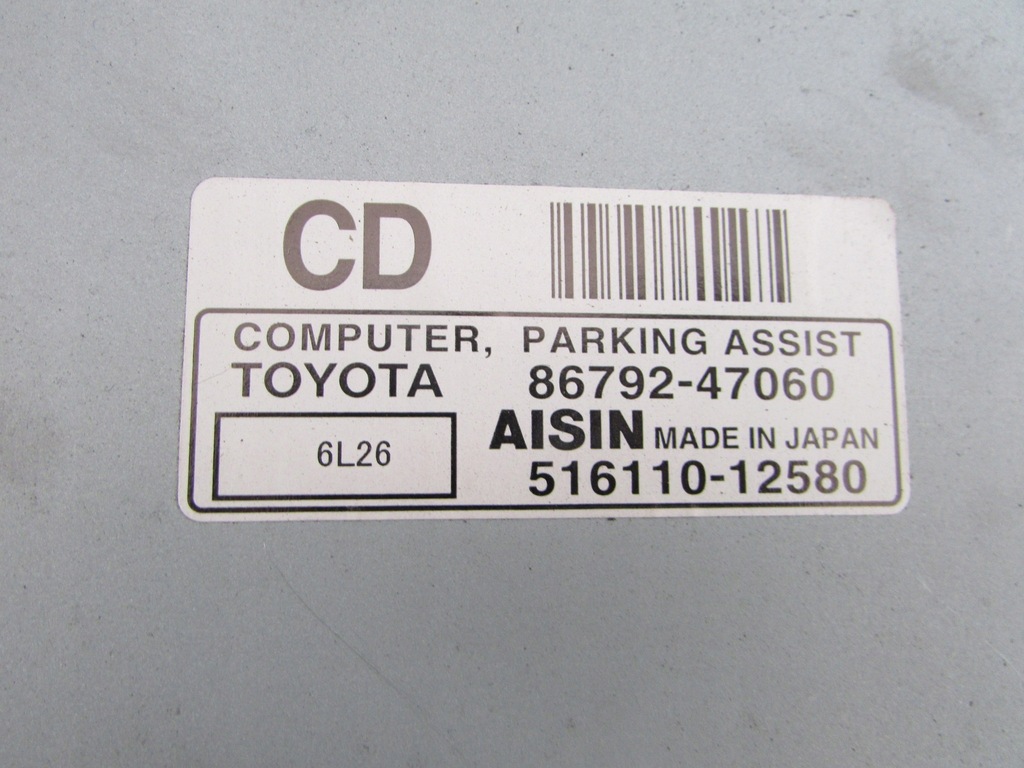 CD
COMPUTER, PARKING ASSIST
TOYOTA 86792-47060
6L26
AISIN MADE IN JAPAN
516110-12580